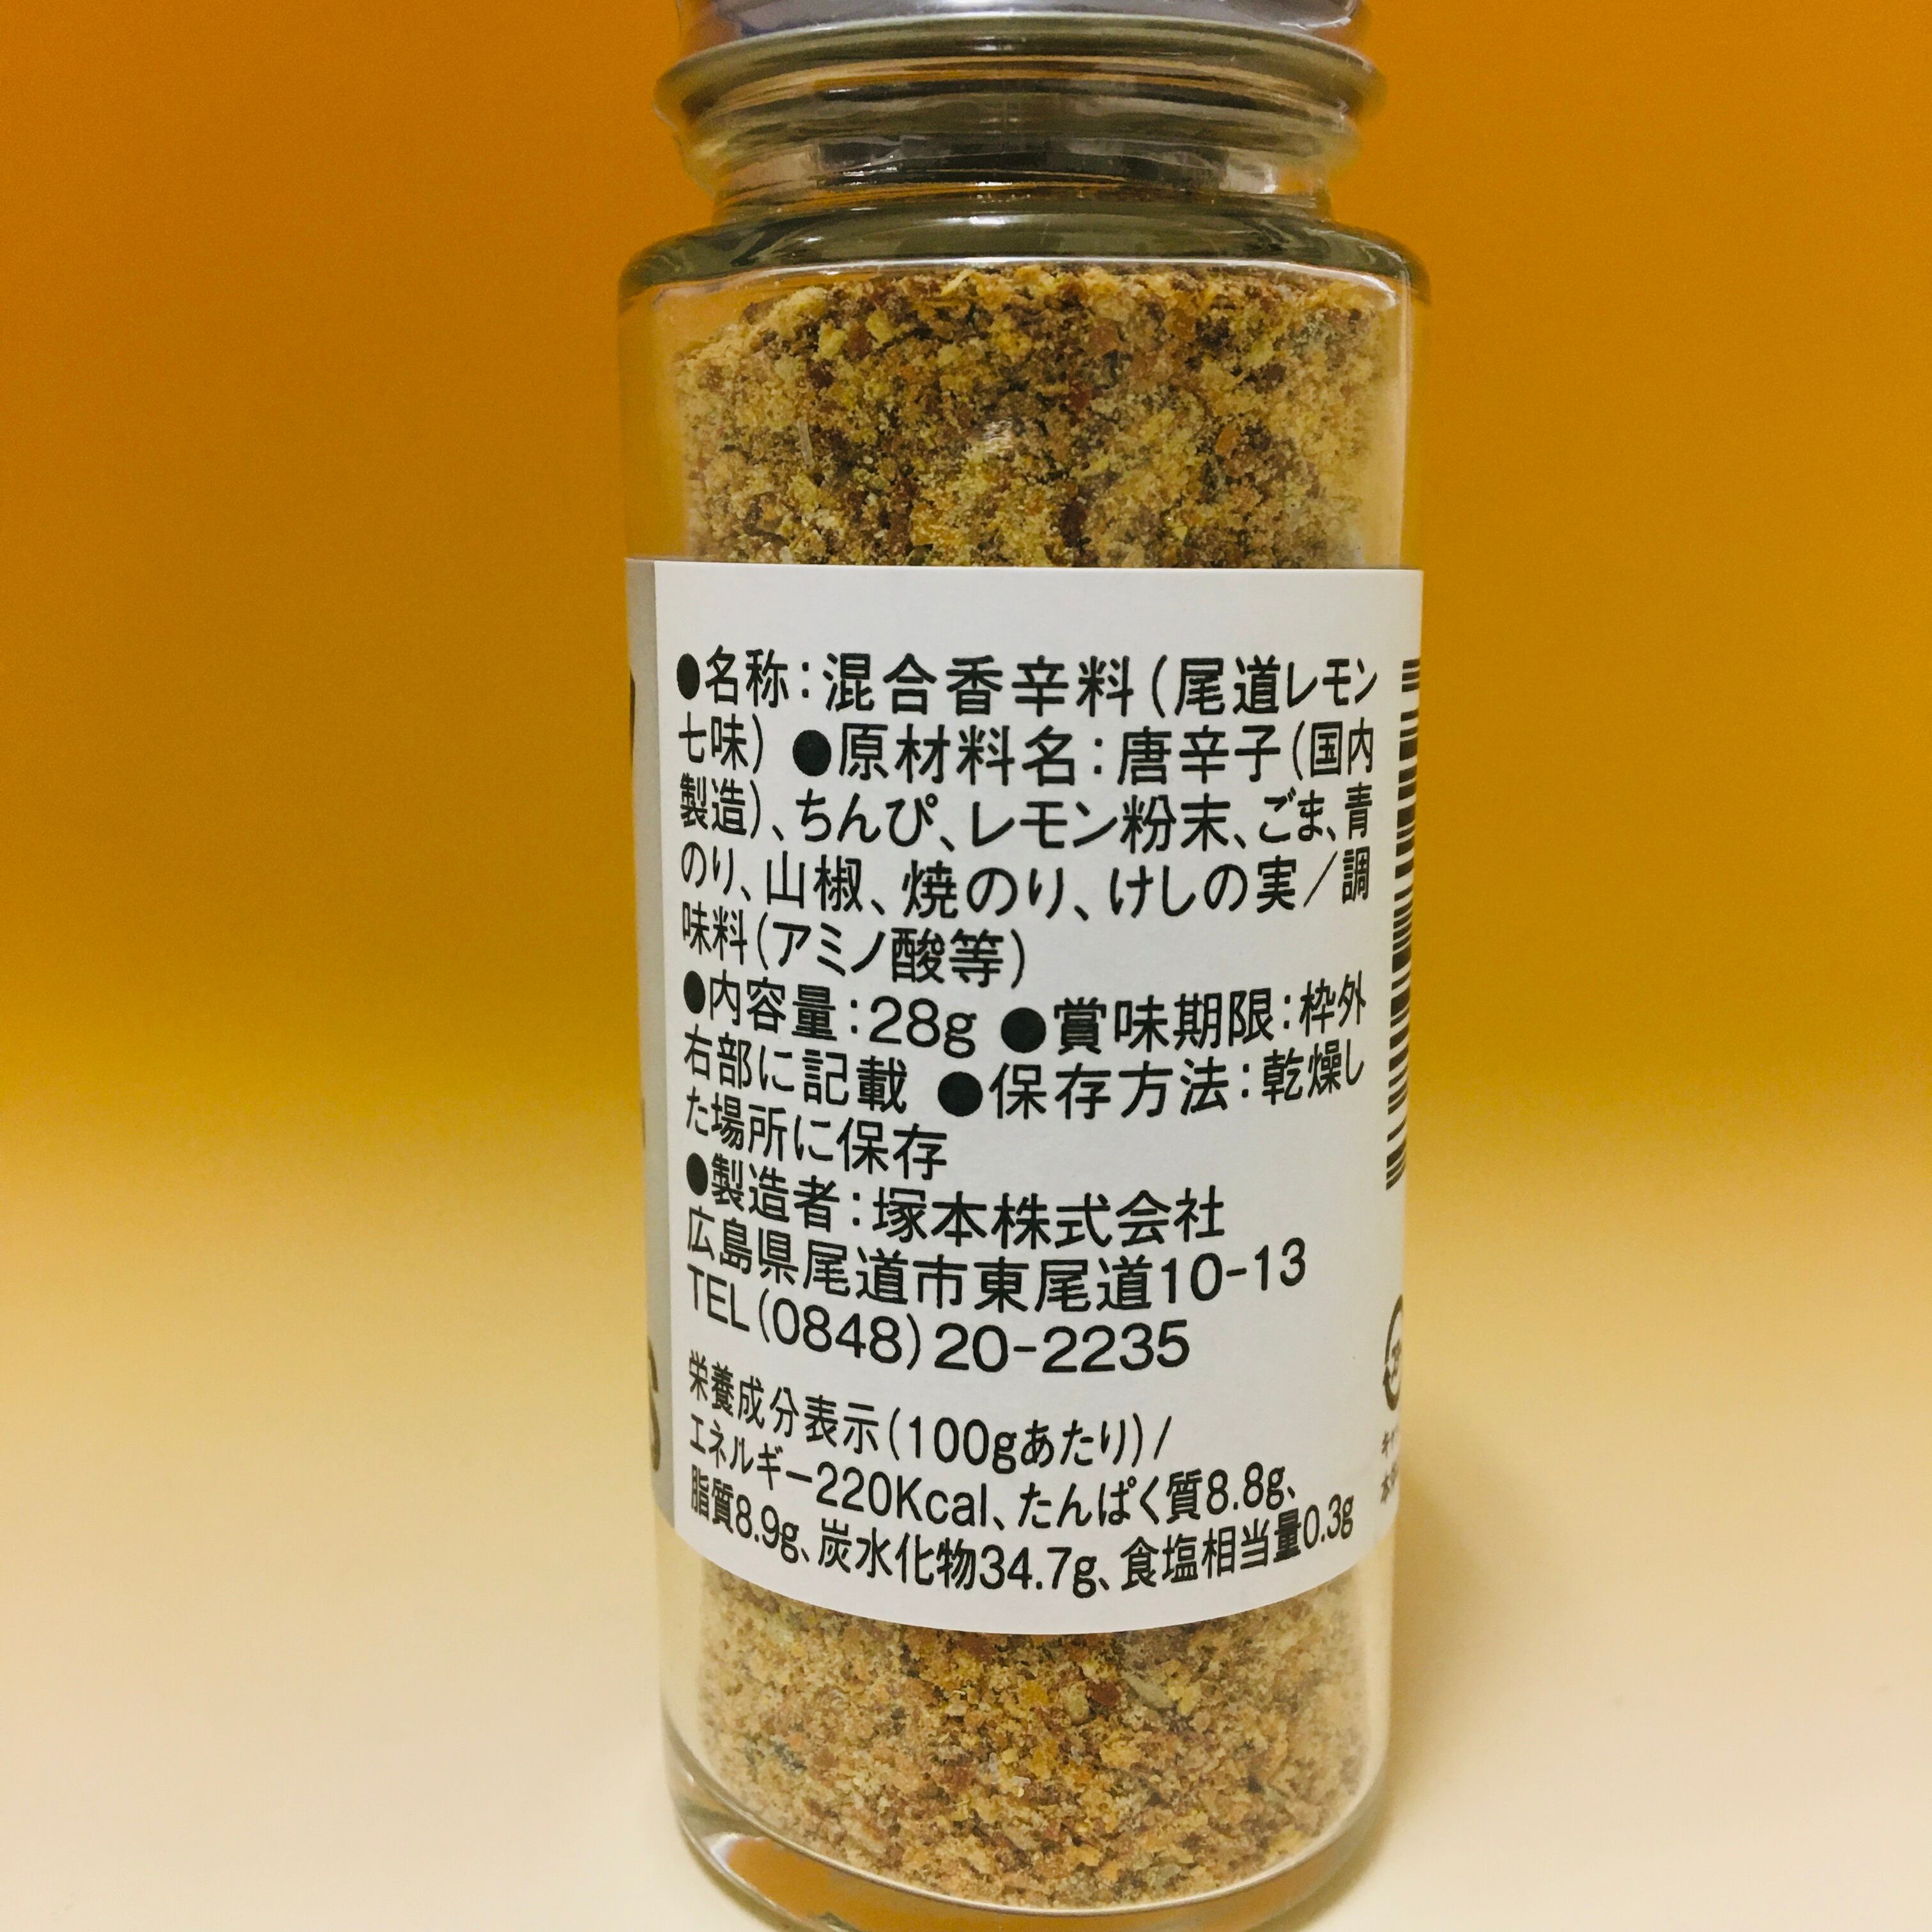 ●名称:混合香辛料(尾道レモン
七味) ●原材料名:唐辛子(国内
製造)、ちんぴ、レモン粉末、ごま、青
のり、山椒、焼のり、けしの実/調
味料(アミノ酸等)
●内容量:28g ●賞味期限:枠外
右部に記載 ●保存方法:乾燥し
た場所に保存
●製造者:塚本株式会社
広島県尾道市東尾道10-13
TEL(0848)20-2235
栄養成分表示(100gあたり)/
エネルギー220Kcal、たんぱく質8.8g、
脂質8.9g、炭水化物34.7g、食塩相当量0.3g